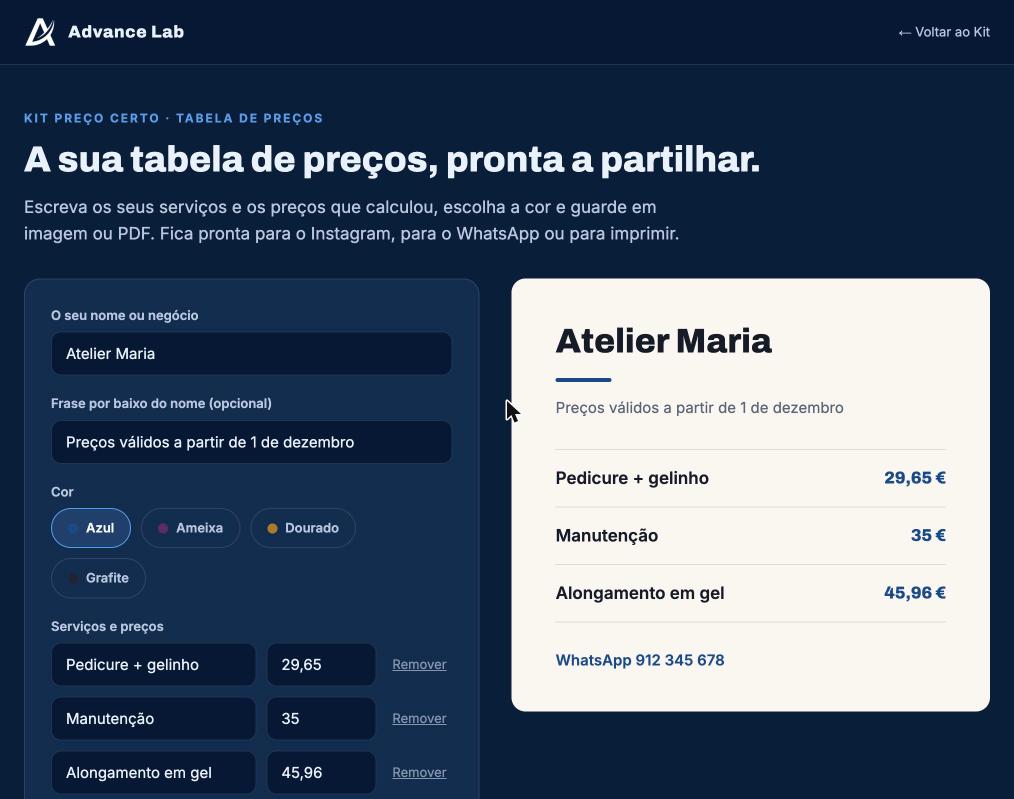 Advance Lab
← Voltar ao Kit
KIT PREÇO CERTO · TABELA DE PREÇOS
A sua tabela de preços, pronta a partilhar.
Escreva os seus serviços e os preços que calculou, escolha a cor e guarde em
imagem ou PDF. Fica pronta para o Instagram, para o WhatsApp ou para imprimir.
O seu nome ou negócio
Atelier Maria
Frase por baixo do nome (opcional)
Preços válidos a partir de 1 de dezembro
Cor
Azul
Ameixa
Dourado
Grafite
Serviços e preços
Pedicure + gelinho
29,65
Remover
Manutenção
35
Remover
Alongamento em gel
45,96
Remover
Atelier Maria
Preços válidos a partir de 1 de dezembro
Pedicure + gelinho 29,65 €
Manutenção 35 €
Alongamento em gel 45,96 €
WhatsApp 912 345 678